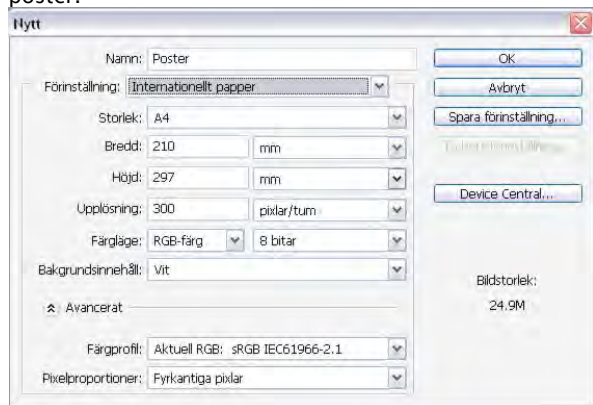 poster.
Nytt
Namn: Poster
OK
Förinställning: Internationellt papper
Avbryt
Storlek: A4
Spara förinställning...
Bredd: 210 mm
Höjd: 297 mm
Device Central...
Upplösning: 300 pixlar/tum
Färgläge: RGB-färg 8 bitar
Bakgrundsinnehåll: Vit
Bildstorlek:
24.9M
Avancerat
Färgprofil: Aktuell RGB: sRGB IEC61966-2.1
Pixelproportioner: Fyrkantiga pixlar